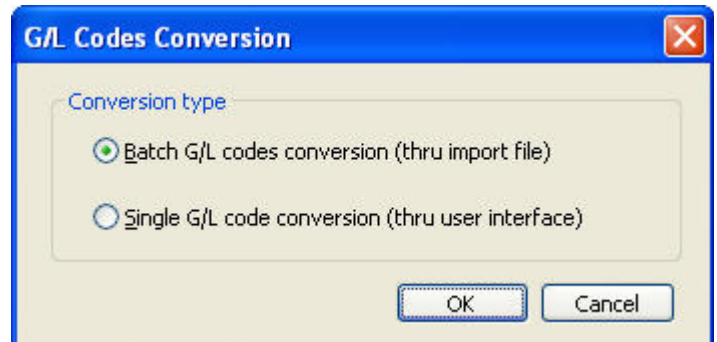 G/L Codes Conversion
Conversion type
Batch G/L codes conversion (thru import file)
Single G/L code conversion (thru user interface)
OK Cancel